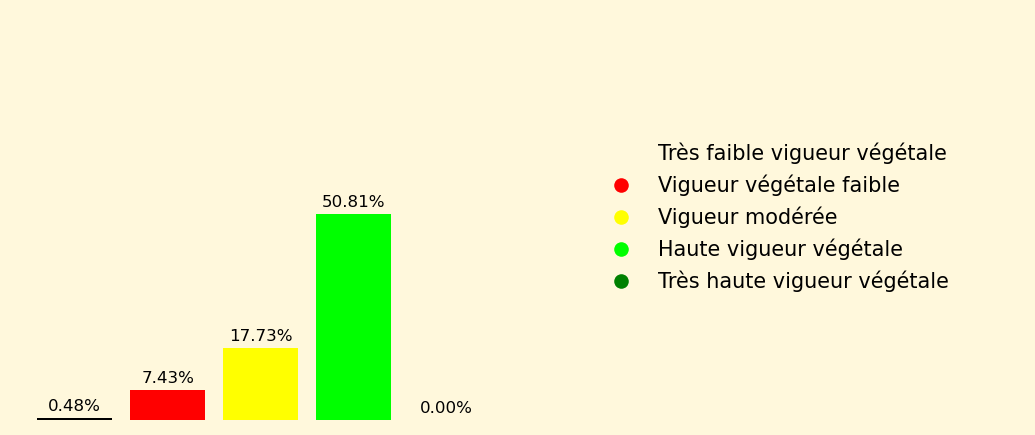 50.81%
17.73%
7.43%
0.48%
0.00%
Très faible vigueur végétale
Vigueur végétale faible
Vigueur modérée
Haute vigueur végétale
Très haute vigueur végétale